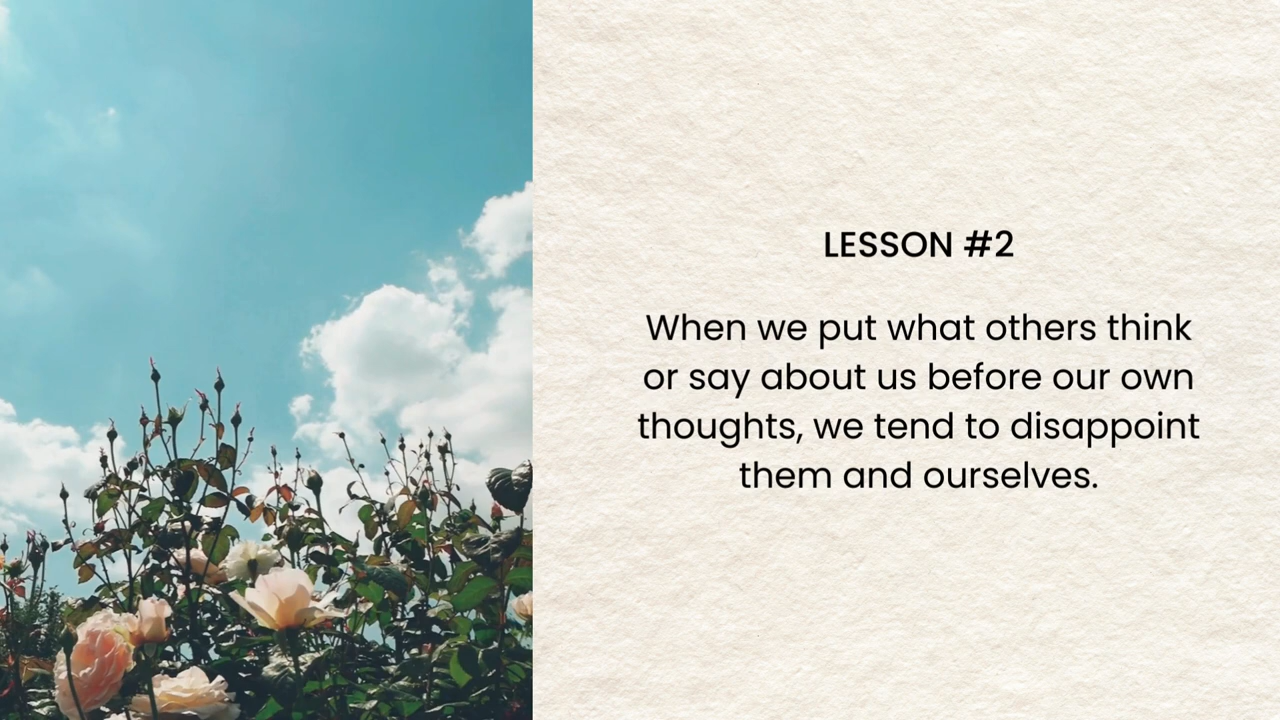 LESSON #2
When we put what others think
or say about us before our own
thoughts, we tend to disappoint
them and ourselves.